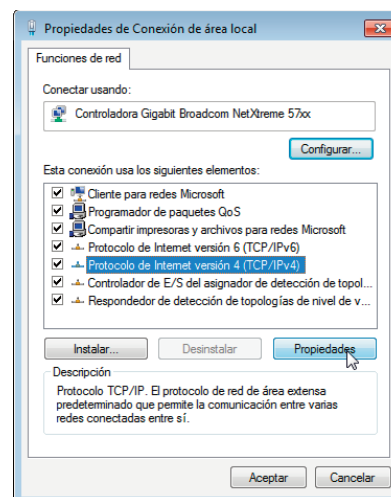 Propiedades de Conexión de área local
Funciones de red
Conectar usando:
Controladora Gigabit Broadcom NetXtreme 57xx
Configurar...
Esta conexión usa los siguientes elementos:
Cliente para redes Microsoft
Programador de paquetes QoS
Compartir impresoras y archivos para redes Microsoft
Protocolo de Internet versión 6 (TCP/IPv6)
Protocolo de Internet versión 4 (TCP/IPv4)
Controlador de E/S del asignador de detección de topol...
Respondedor de detección de topologías de nivel de v...
Instalar... Desinstalar Propiedades
Descripción
Protocolo TCP/IP. El protocolo de red de área extensa
predeterminado que permite la comunicación entre varias
redes conectadas entre sí.
Aceptar Cancelar